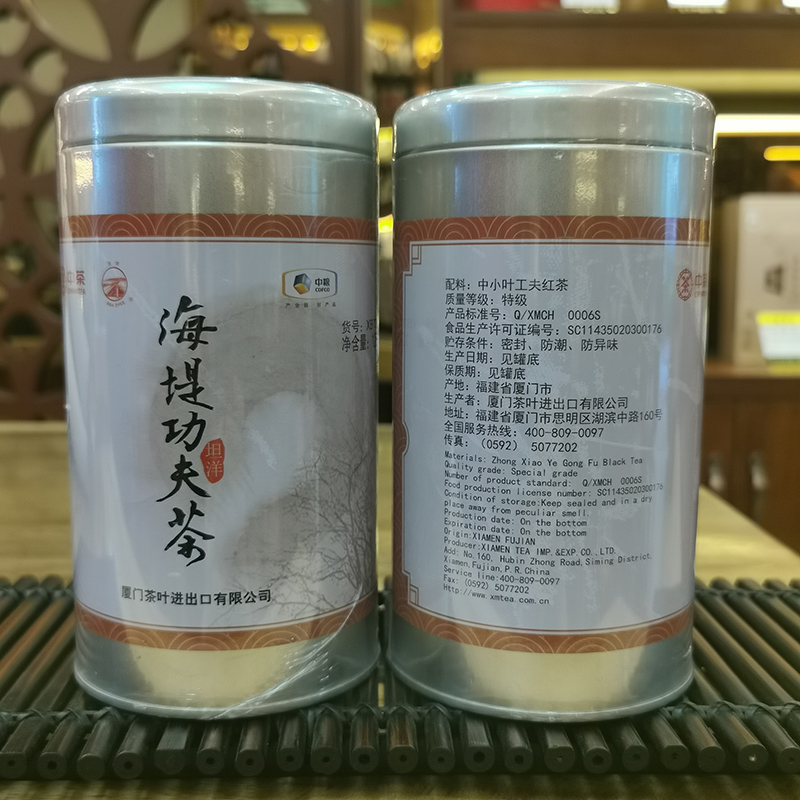 中茶
中粮
COFCO
货号:
净含量:
海堤功夫茶
坦洋
厦门茶叶进出口有限公司
配料: 中小叶工夫红茶
质量等级: 特级
产品标准号: Q/XMCH 0006S
食品生产许可证编号: SC11435020300176
贮存条件: 密封、防潮、防异味
生产日期: 见罐底
保质期: 见罐底
产地: 福建省厦门市
生产者: 厦门茶叶进出口有限公司
地址: 福建省厦门市思明区湖滨中路160号
全国服务热线: 400-809-0097
传真: (0592) 5077202
Materials: Zhong Xiao Ye Gong Fu Black Tea
Quality grade: Special grade
Number of product standard: Q/XMCH 0006S
Food production license number: SC11435020300176
Condition of storage:Keep sealed and in a dry
place away from peculiar smell.
Production date: On the bottom
Expiration date: On the bottom
Origin:XIAMEN FUJIAN
Producer:XIAMEN TEA IMP.&EXP.CO.,LTD.
Add: No.160, Hubin Zhong Road,Siming District,
Xiamen,Fujian,P.R.China
Service line:400-809-0097
Fax: (0592) 5077202
Http://www.xmtea.com.cn